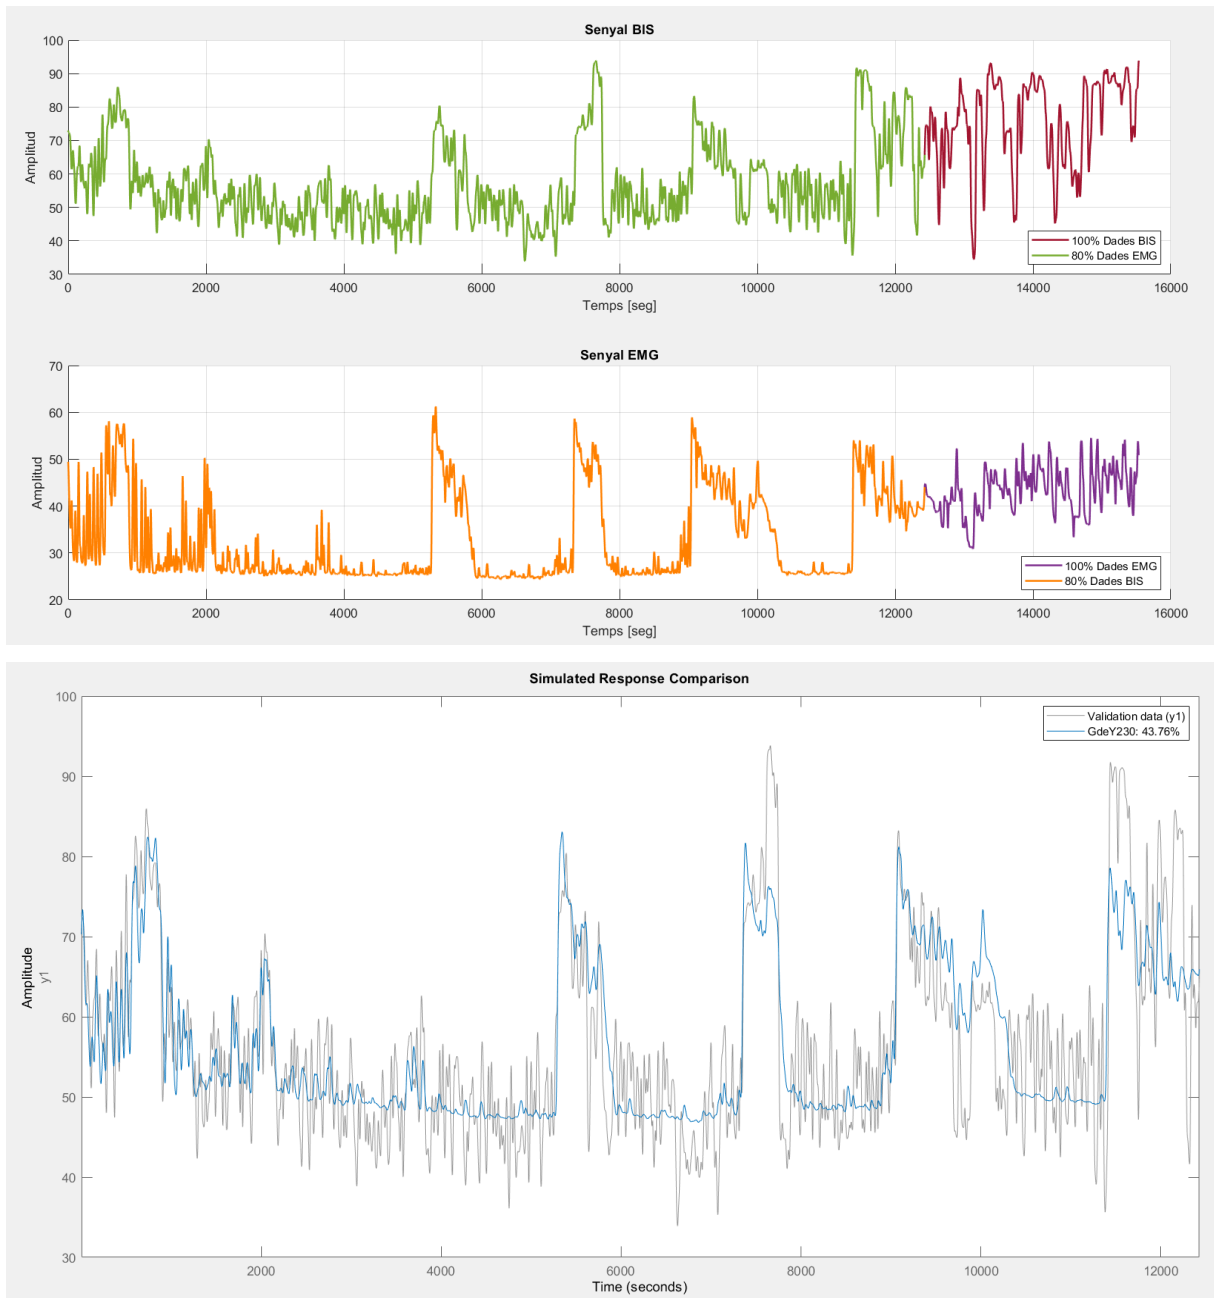 Senyal BIS
100
90
80
70
60
50
40
30
Amplitud
0 2000 4000 6000 8000 10000 12000 14000 16000
Temps [seg]
100% Dades BIS
80% Dades EMG
Senyal EMG
70
60
50
40
30
20
Amplitud
0 2000 4000 6000 8000 10000 12000 14000 16000
Temps [seg]
100% Dades EMG
80% Dades BIS
Simulated Response Comparison
100
90
80
70
60
50
40
30
Amplitude
y1
Validation data (y1)
GdeY230: 43.76%
2000 4000 6000 8000 10000 12000
Time (seconds)